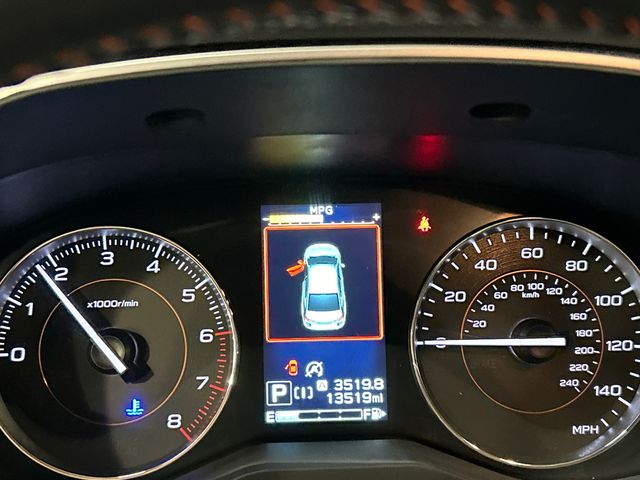 MPG
- +
0 1 2 3 4 5 6 7 8
x1000r/min
P A 3519.8
13519mi
E F
20 40 60 80 100 120 140
20 40 60 80 100 120 140 160 180 200 220 240
km/h
MPH